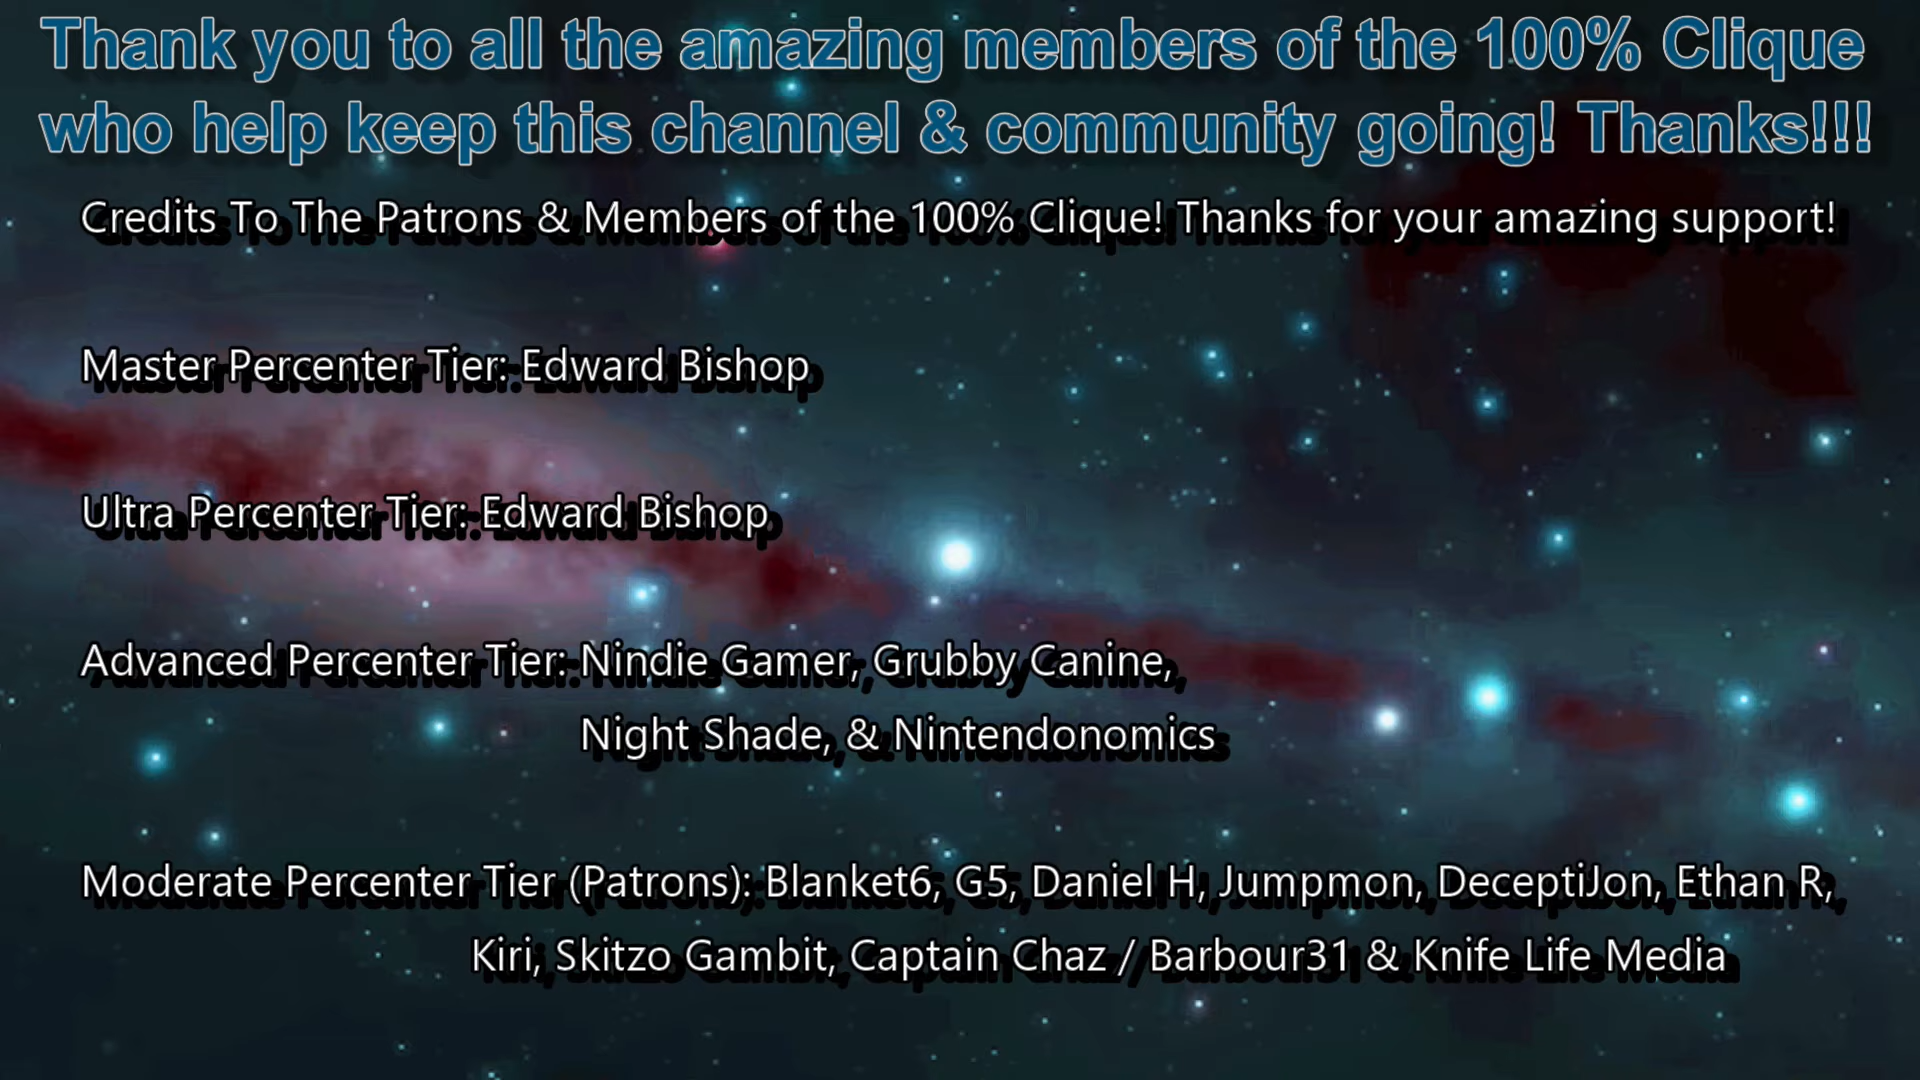 Thank you to all the amazing members of the 100% Clique
who help keep this channel & community going! Thanks!!!
Credits To The Patrons & Members of the 100% Clique! Thanks for your amazing support!
Master Percenter Tier: Edward Bishop
Ultra Percenter Tier: Edward Bishop
Advanced Percenter Tier: Nindie Gamer, Grubby Canine,
Night Shade, & Nintendonomics
Moderate Percenter Tier (Patrons): Blanket6, G5, Daniel H, Jumpmon, DeceptiJon, Ethan R,
Kiri, Skitzo Gambit, Captain Chaz / Barbour31 & Knife Life Media